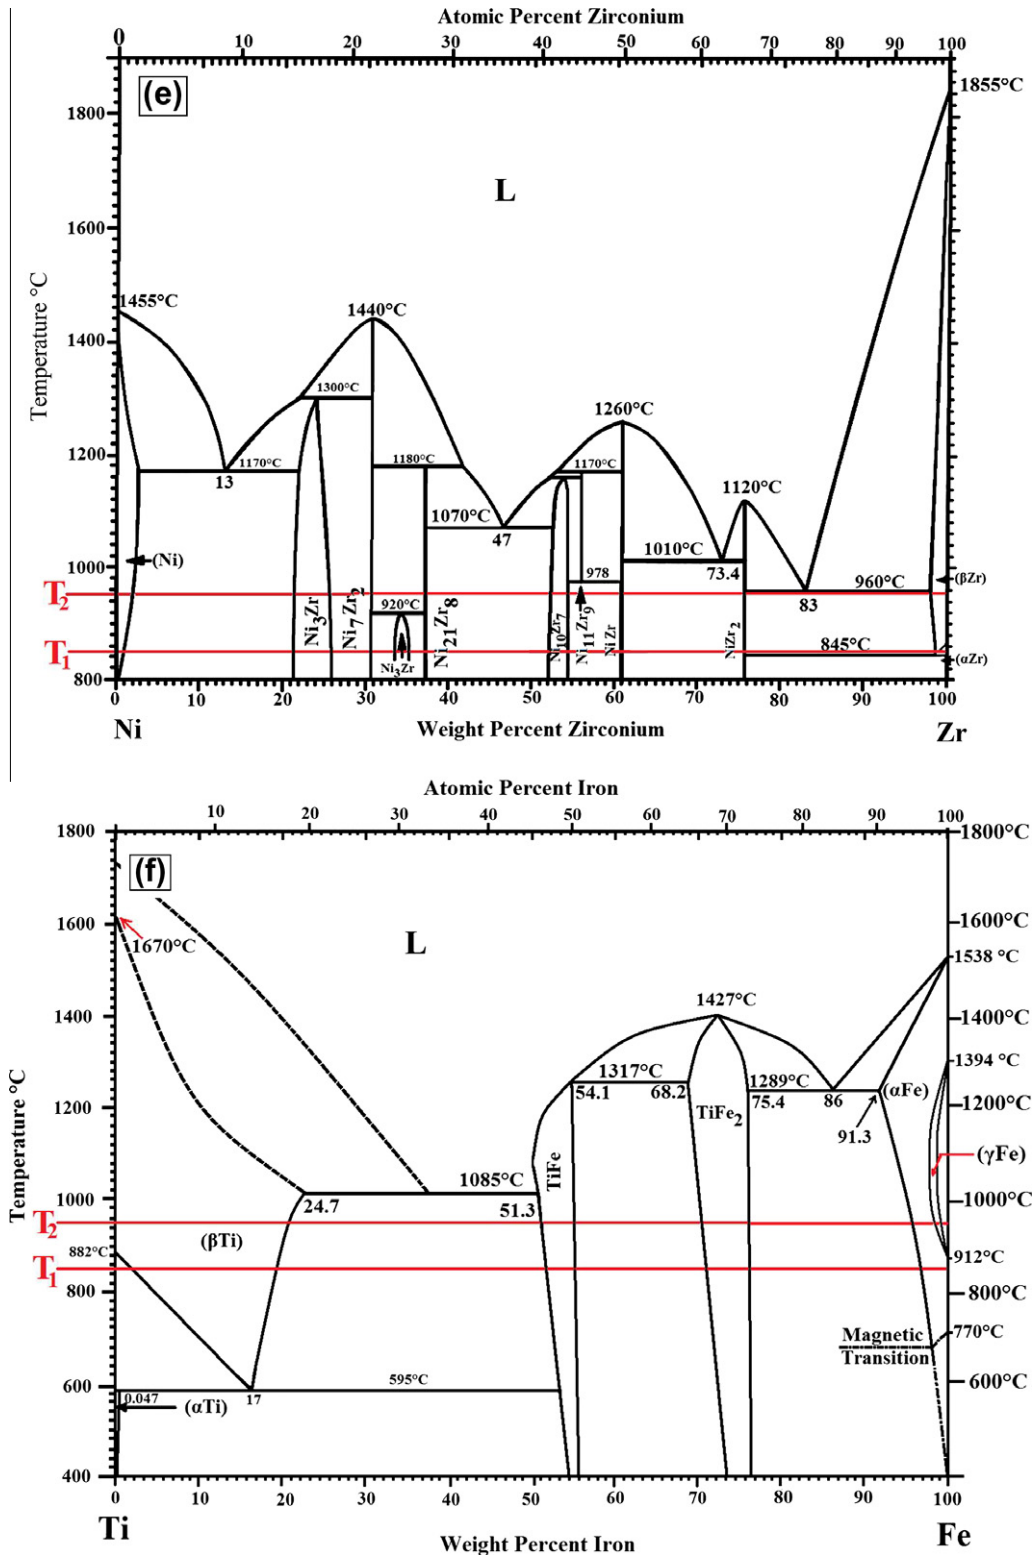 Atomic Percent Zirconium
0 10 20 30 40 50 60 70 80 100
(e)
1855°C
1800
1600
1400
1200
1000
800
Temperature °C
L
1455°C
1440°C
1300°C
1260°C
1170°C
13
1180°C
1170°C
1120°C
1070°C
47
978
1010°C
73.4
960°C
83
(Ni)
(βZr)
T2
920°C
Ni3Zr
Ni7Zr2
Ni3Zr
Ni21Zr8
Ni10Zr7
Ni11Zr9
Ni Zr
NiZr2
T1
845°C
(αZr)
0 10 20 30 40 50 60 70 80 90 100
Ni Weight Percent Zirconium Zr
Atomic Percent Iron
10 20 30 40 50 60 70 80 90 100
1800
1800°C
(f)
1600
1670°C
L
1600°C
1538 °C
1400
1427°C
1400°C
1394 °C
1317°C
1289°C
54.1 68.2 75.4 86
(αFe)
1200
1200°C
TiFe
TiFe2
91.3
(γFe)
1085°C
1000
24.7 51.3
1000°C
T2
(βTi)
882°C
912°C
T1
800
800°C
Magnetic
Transition
770°C
600
595°C
600°C
0.047
17
(αTi)
400
Temperature °C
0 10 20 30 40 50 60 70 80 90 100
Ti Weight Percent Iron Fe